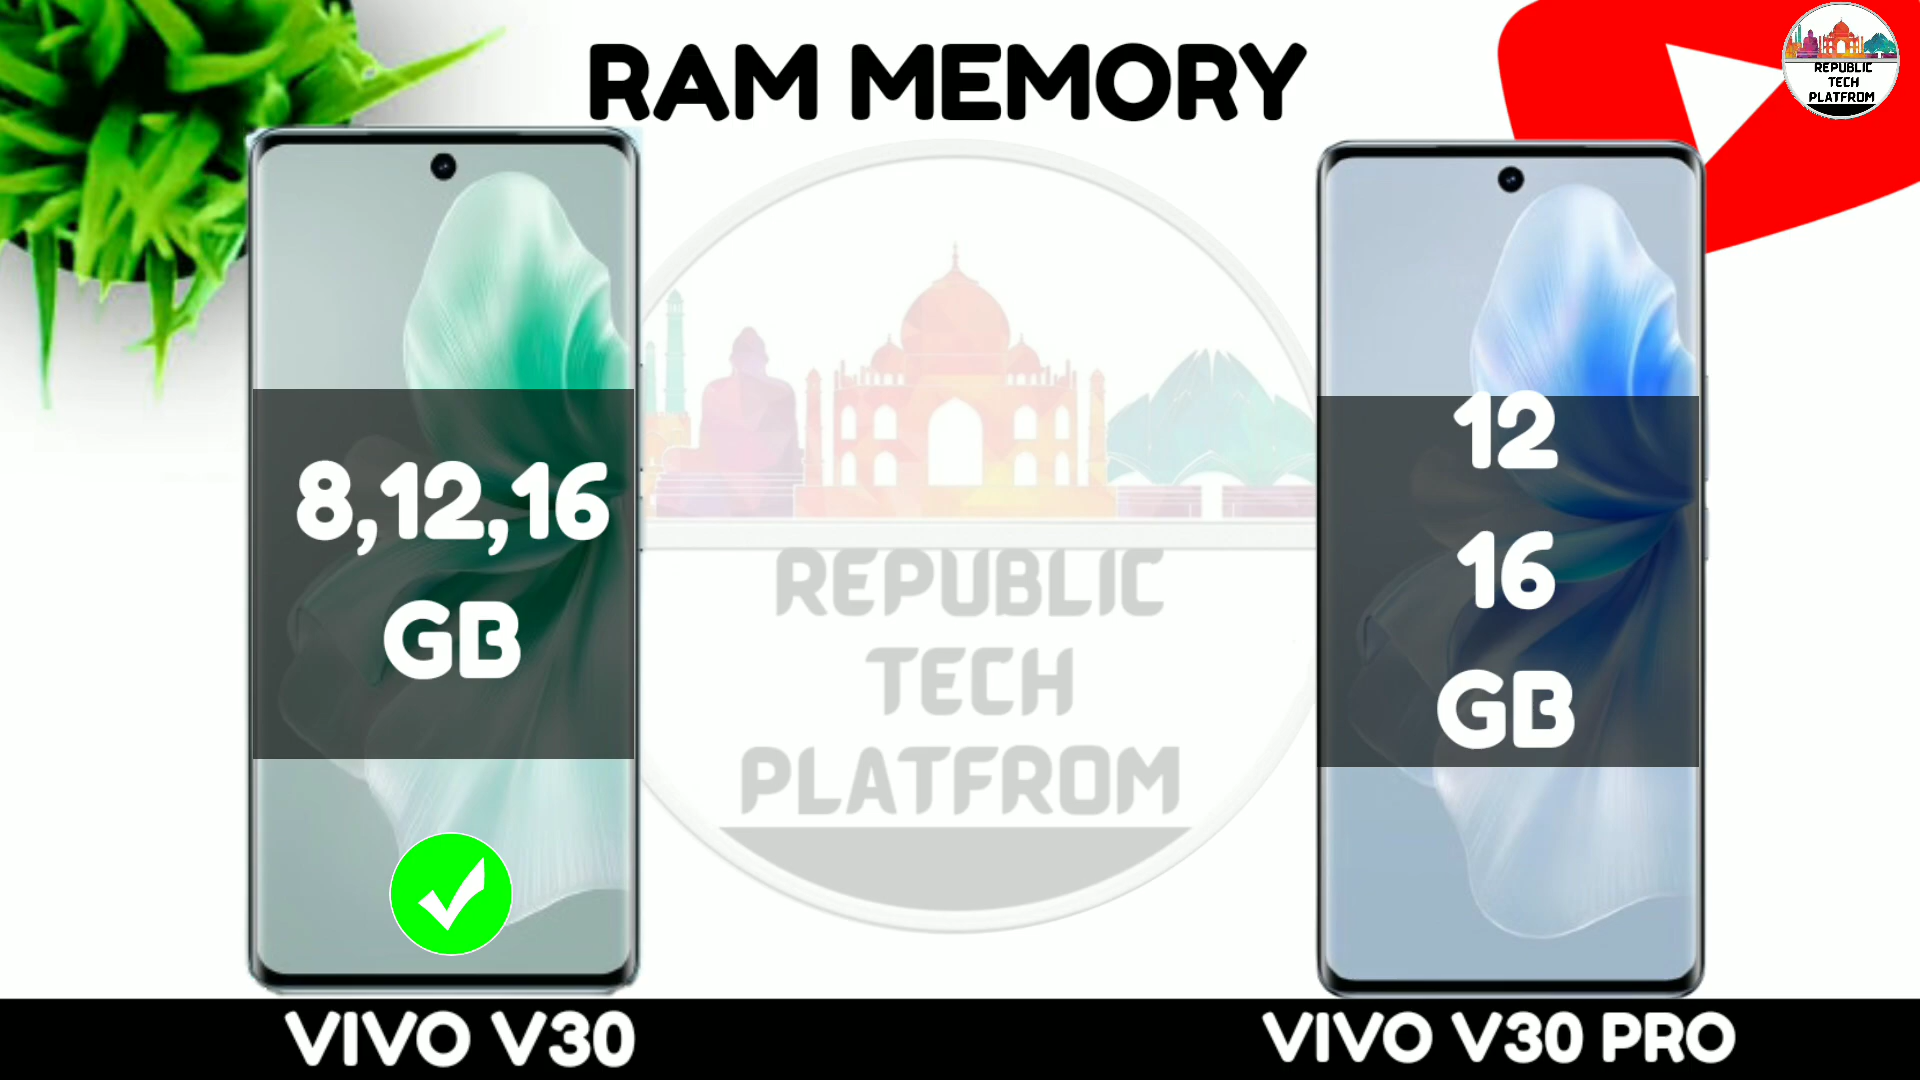 RAM MEMORY
REPUBLIC
TECH
PLATFROM
8,12,16
GB
12
16
GB
REPUBLIC
TECH
PLATFROM
VIVO V30
VIVO V30 PRO